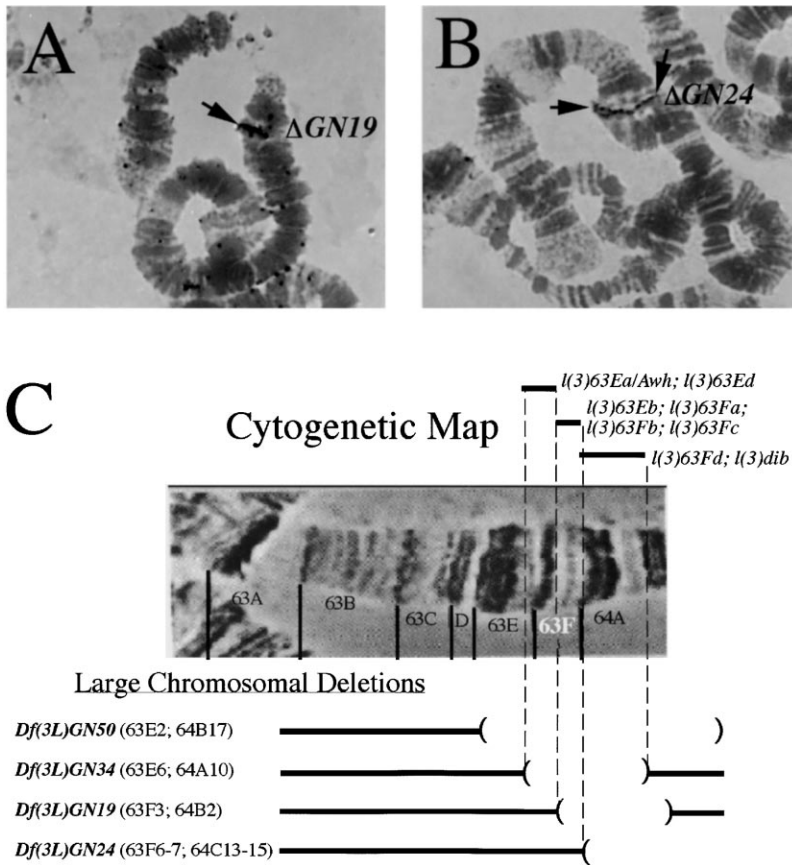 A
ΔGN19
B
ΔGN24
C
Cytogenetic Map
l(3)63Ea/Awh; l(3)63Ed
l(3)63Eb; l(3)63Fa;
l(3)63Fb; l(3)63Fc
l(3)63Fd; l(3)dib
63A
63B
63C
D
63E
63F
64A
Large Chromosomal Deletions
Df(3L)GN50 (63E2; 64B17)
Df(3L)GN34 (63E6; 64A10)
Df(3L)GN19 (63F3; 64B2)
Df(3L)GN24 (63F6-7; 64C13-15)